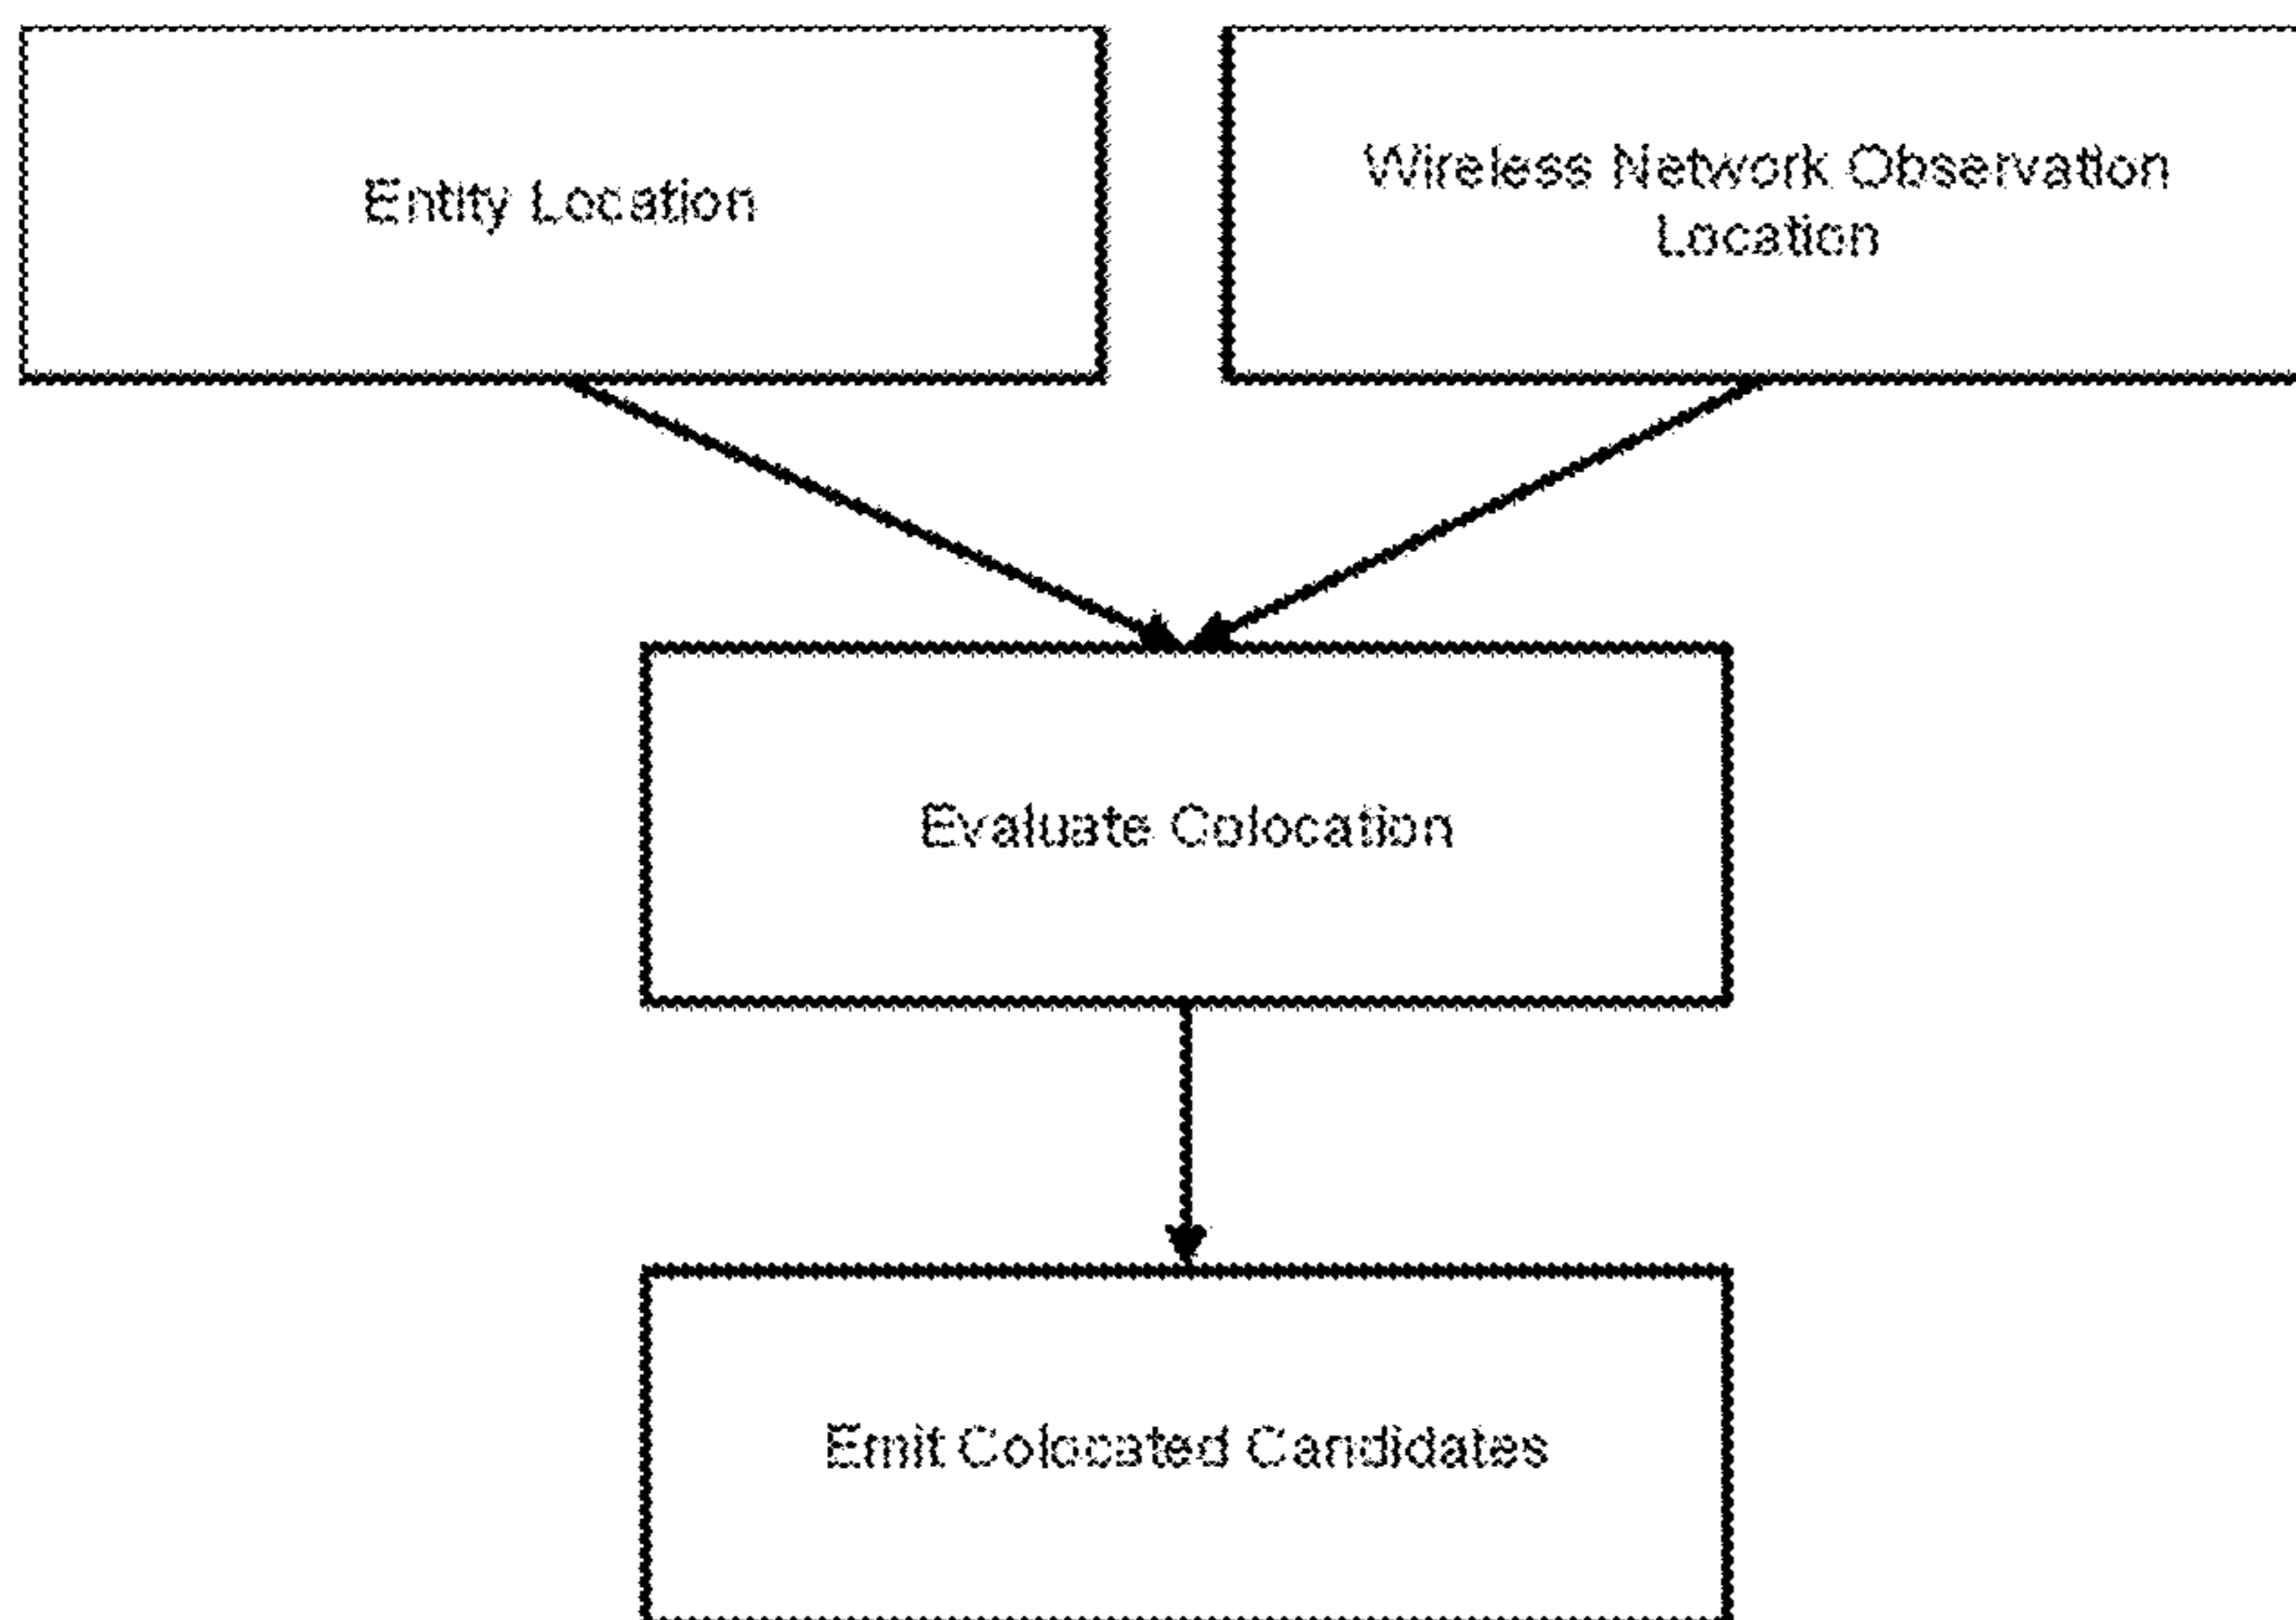 Entity Location
Wireless Network Observation
Location
Evaluate Colocation
Emit Colocated Candidates